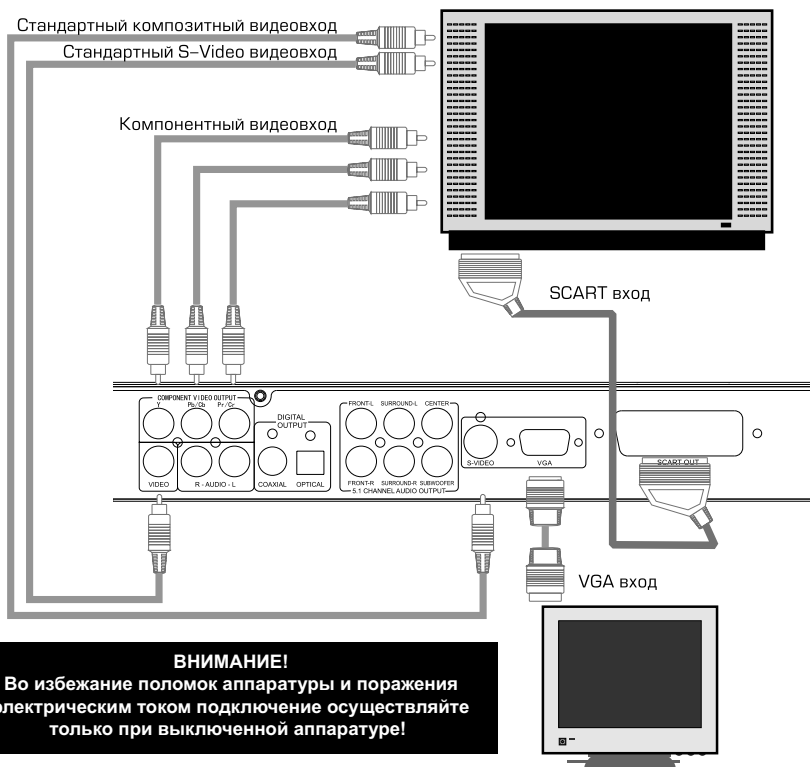 Стандартный композитный видеовход
Стандартный S-Video видеовход
Компонентный видеовход
SCART вход
COMPONENT VIDEO OUTPUT
Y Pb/Cb Pr/Cr
DIGITAL
OUTPUT
FRONT-L SURROUND-L CENTER
VIDEO R - AUDIO - L COAXIAL OPTICAL
FRONT-R SURROUND-R SUBWOOFER
5.1 CHANNEL AUDIO OUTPUT
S-VIDEO VGA
SCART OUT
VGA вход
ВНИМАНИЕ!
Во избежание поломок аппаратуры и поражения
электрическим током подключение осуществляйте
только при выключенной аппаратуре!